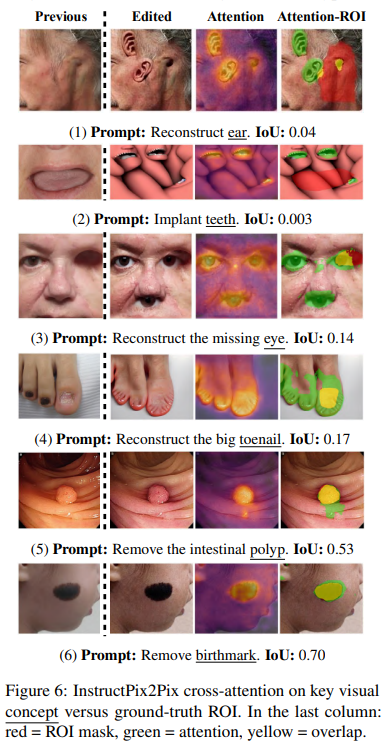 Previous Edited Attention Attention-ROI
(1) Prompt: Reconstruct ear. IoU: 0.04
(2) Prompt: Implant teeth. IoU: 0.003
(3) Prompt: Reconstruct the missing eye. IoU: 0.14
(4) Prompt: Reconstruct the big toenail. IoU: 0.17
(5) Prompt: Remove the intestinal polyp. IoU: 0.53
(6) Prompt: Remove birthmark. IoU: 0.70
Figure 6: InstructPix2Pix cross-attention on key visual
concept versus ground-truth ROI. In the last column:
red = ROI mask, green = attention, yellow = overlap.